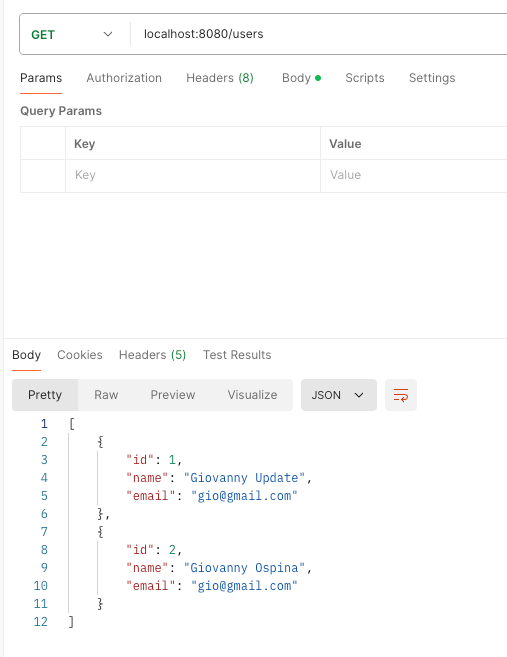 GET localhost:8080/users
Params Authorization Headers (8) Body Scripts Settings
Query Params
Key Value
Key Value
Body Cookies Headers (5) Test Results
Pretty Raw Preview Visualize JSON
1 [
2 {
3 "id": 1,
4 "name": "Giovanny Update",
5 "email": "gio@gmail.com"
6 },
7 {
8 "id": 2,
9 "name": "Giovanny Ospina",
10 "email": "gio@gmail.com"
11 }
12 ]